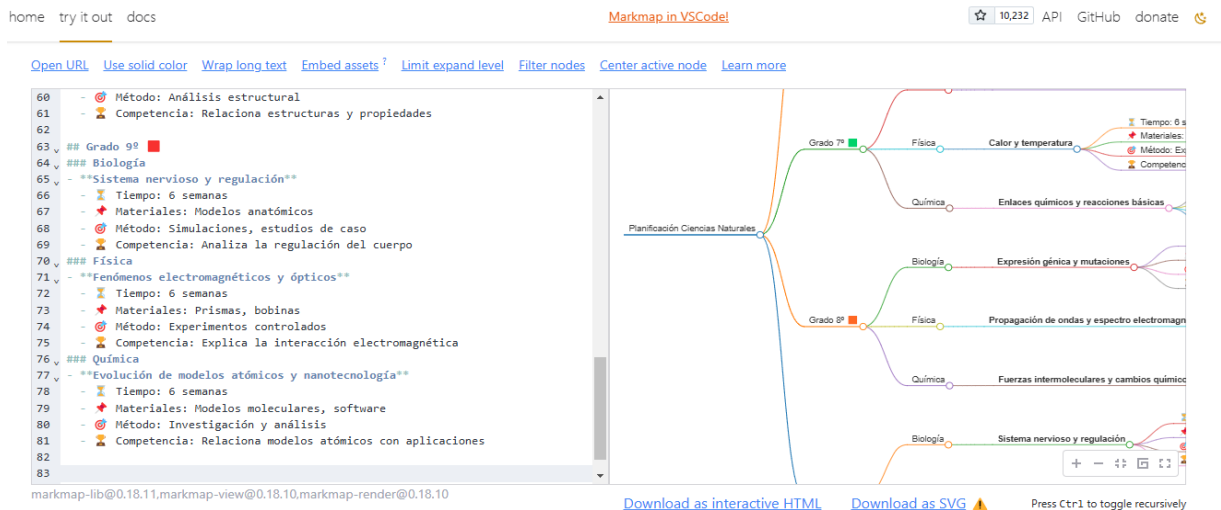 home try it out docs Markmap in VSCode! 10,232 API GitHub donate
Open URL Use solid color Wrap long text Embed assets ? Limit expand level Filter nodes Center active node Learn more
60 - 🎯 Método: Análisis estructural
61 - 🏆 Competencia: Relaciona estructuras y propiedades
62
63 ## Grado 9º 🟥
64 ### Biología
65 - **Sistema nervioso y regulación**
66 - ⏳ Tiempo: 6 semanas
67 - 📌 Materiales: Modelos anatómicos
68 - 🎯 Método: Simulaciones, estudios de caso
69 - 🏆 Competencia: Analiza la regulación del cuerpo
70 ### Física
71 - **Fenómenos electromagnéticos y ópticos**
72 - ⏳ Tiempo: 6 semanas
73 - 📌 Materiales: Prismas, bobinas
74 - 🎯 Método: Experimentos controlados
75 - 🏆 Competencia: Explica la interacción electromagnética
76 ### Química
77 - **Evolución de modelos atómicos y nanotecnología**
78 - ⏳ Tiempo: 6 semanas
79 - 📌 Materiales: Modelos moleculares, software
80 - 🎯 Método: Investigación y análisis
81 - 🏆 Competencia: Relaciona modelos atómicos con aplicaciones
82
83
Planificación Ciencias Naturales
Grado 7º
Física
Calor y temperatura
Tiempo: 6 s
Materiales:
Método: Ex
Competenc
Química
Enlaces químicos y reacciones básicas
Grado 8º
Biología
Expresión génica y mutaciones
Física
Propagación de ondas y espectro electromagn
Química
Fuerzas intermoleculares y cambios químico
Biología
Sistema nervioso y regulación
markmap-lib@0.18.11,markmap-view@0.18.10,markmap-render@0.18.10
Download as interactive HTML Download as SVG ⚠ Press Ctrl to toggle recursively